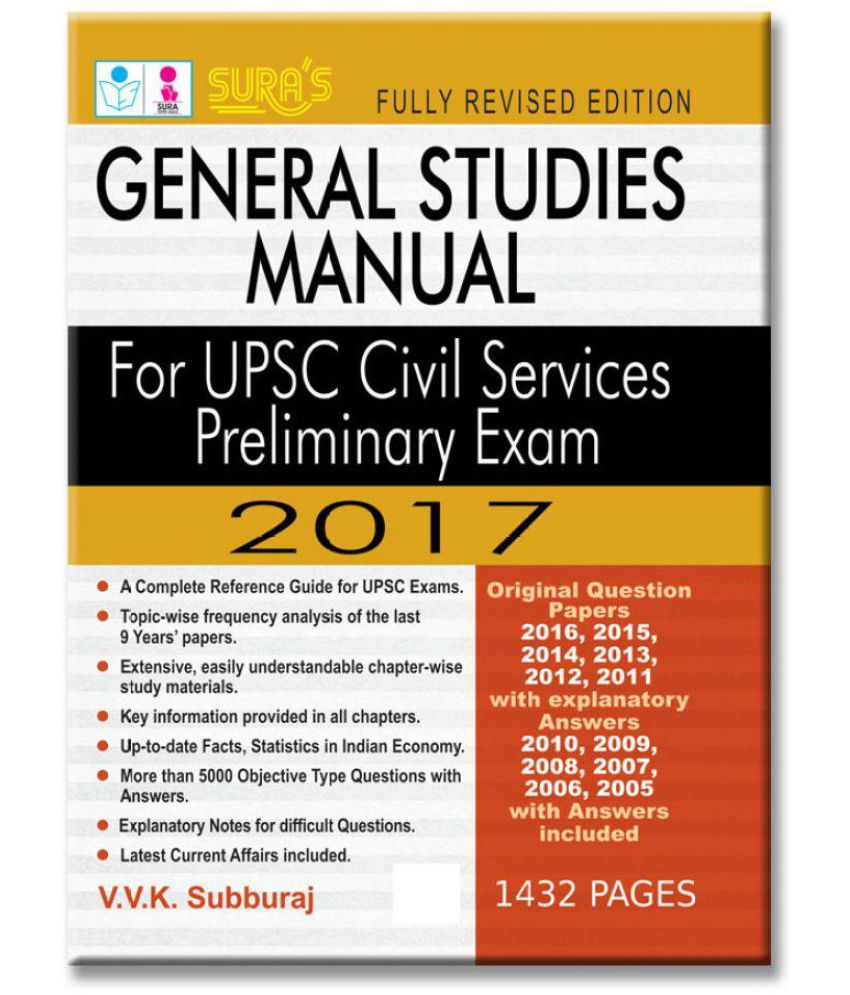 SURA
SURA'S
FULLY REVISED EDITION
GENERAL STUDIES
MANUAL
For UPSC Civil Services
Preliminary Exam
2017
• A Complete Reference Guide for UPSC Exams.
• Topic-wise frequency analysis of the last
9 Years' papers.
• Extensive, easily understandable chapter-wise
study materials.
• Key information provided in all chapters.
• Up-to-date Facts, Statistics in Indian Economy.
• More than 5000 Objective Type Questions with
Answers.
• Explanatory Notes for difficult Questions.
• Latest Current Affairs included.
V.V.K. Subburaj
Original Question
Papers
2016, 2015,
2014, 2013,
2012, 2011
with explanatory
Answers
2010, 2009,
2008, 2007,
2006, 2005
with Answers
included
1432 PAGES